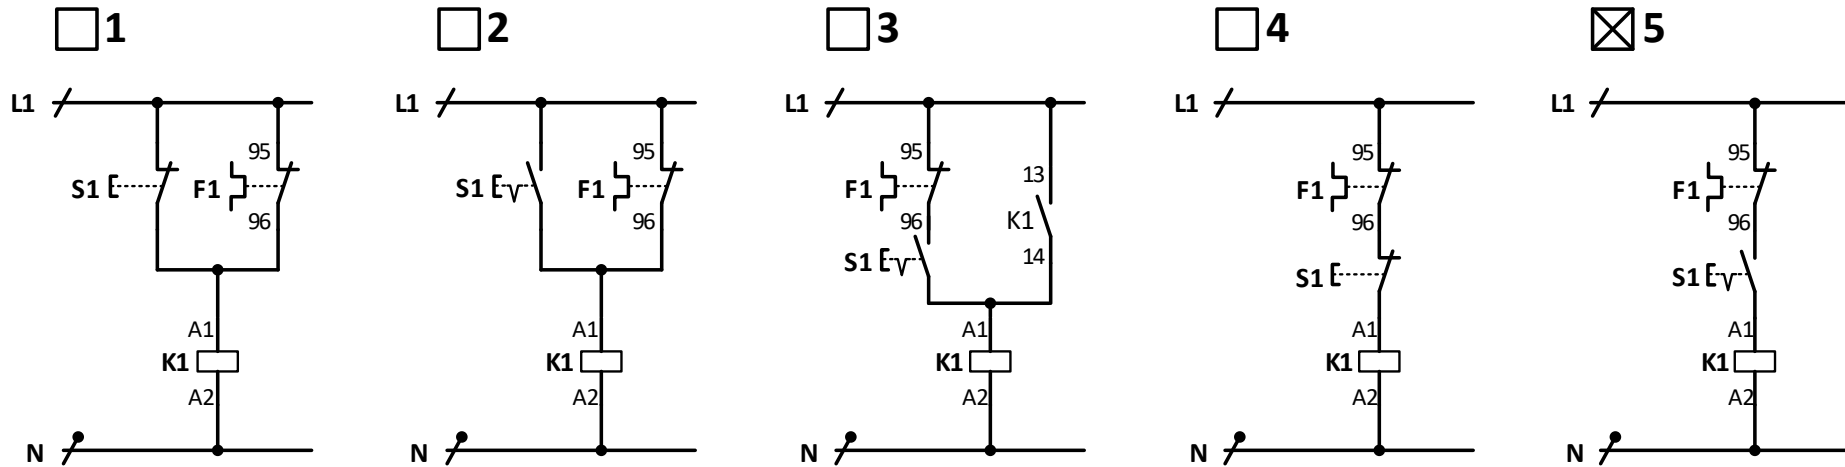 1 2 3 4 5
L1 L1 L1 L1 L1
95 95 95 95 95
13
S1 F1 S1 F1 F1 K1 F1 F1
96 96 96 96 96
S1 14 S1 S1
A1 A1 A1 A1 A1
K1 K1 K1 K1 K1
A2 A2 A2 A2 A2
N N N N N